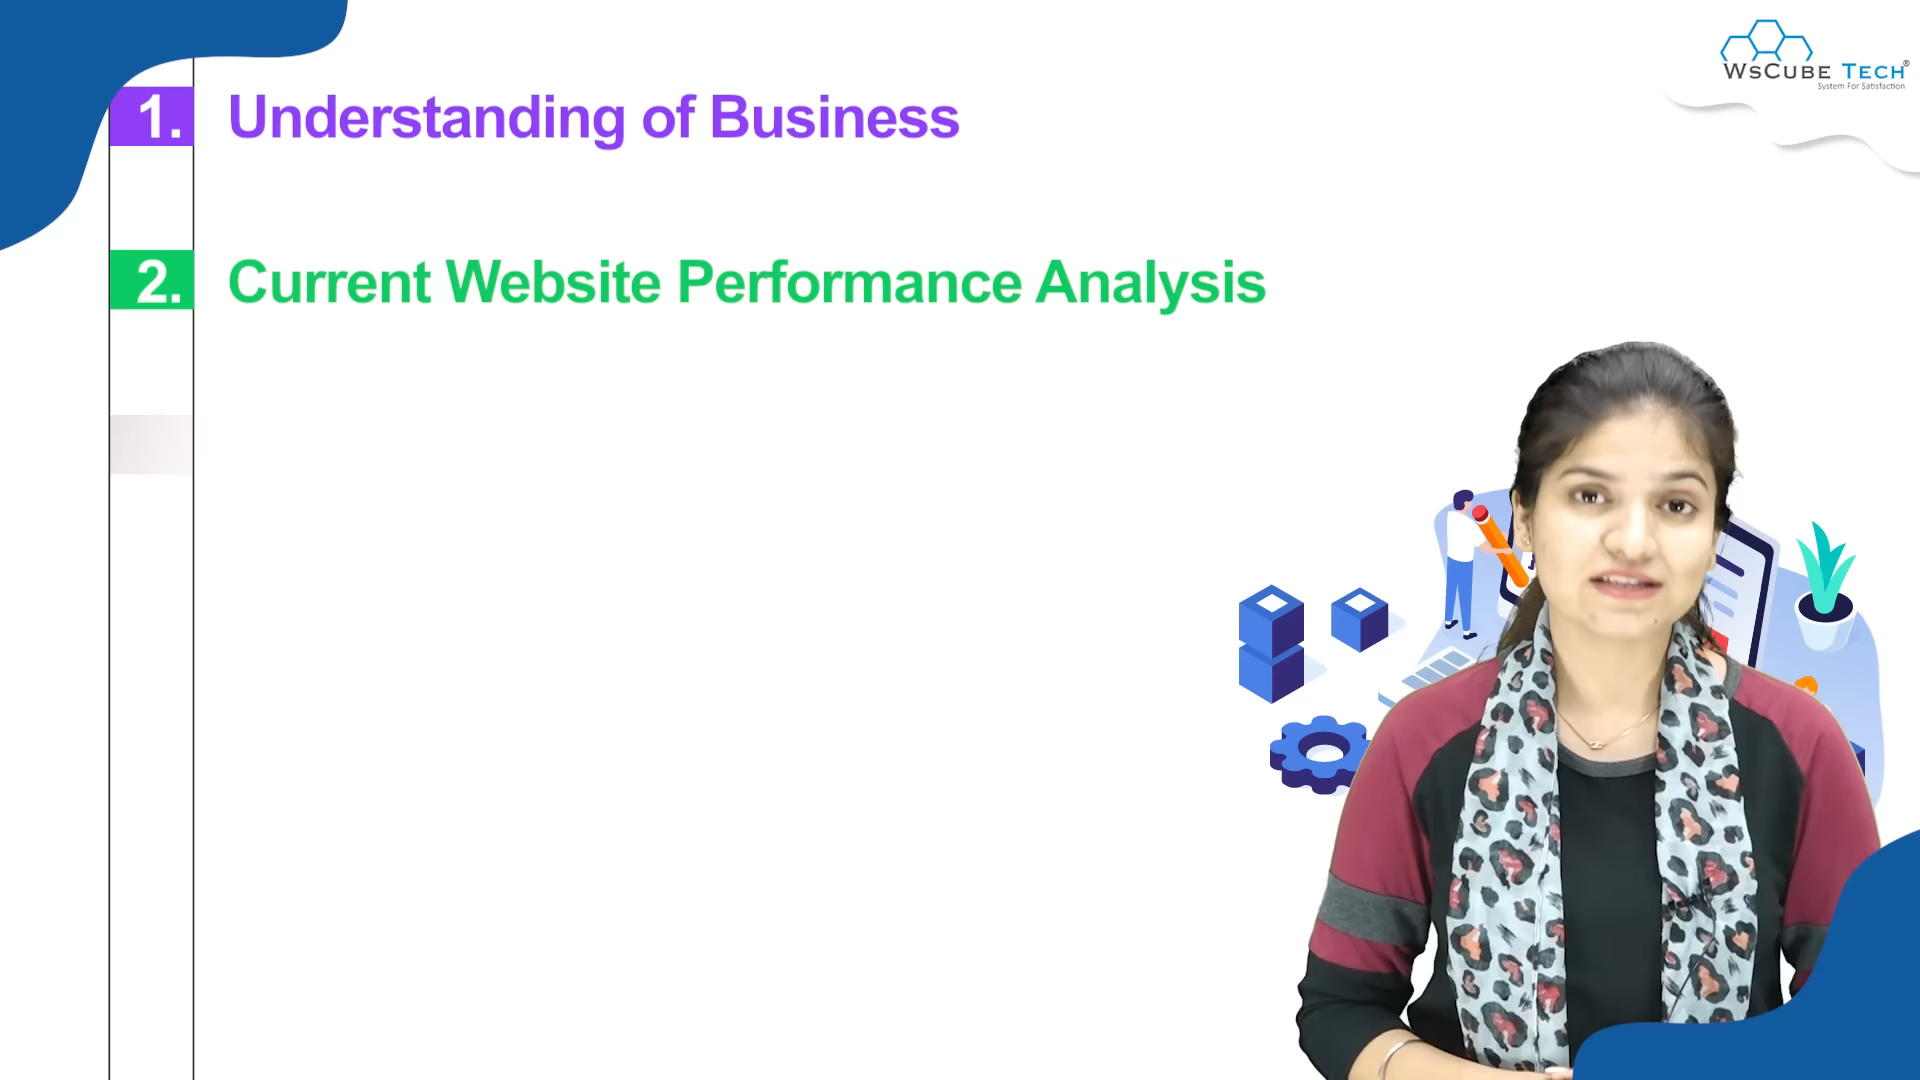 WSCUBE TECH®
System For Satisfaction
1. Understanding of Business
2. Current Website Performance Analysis